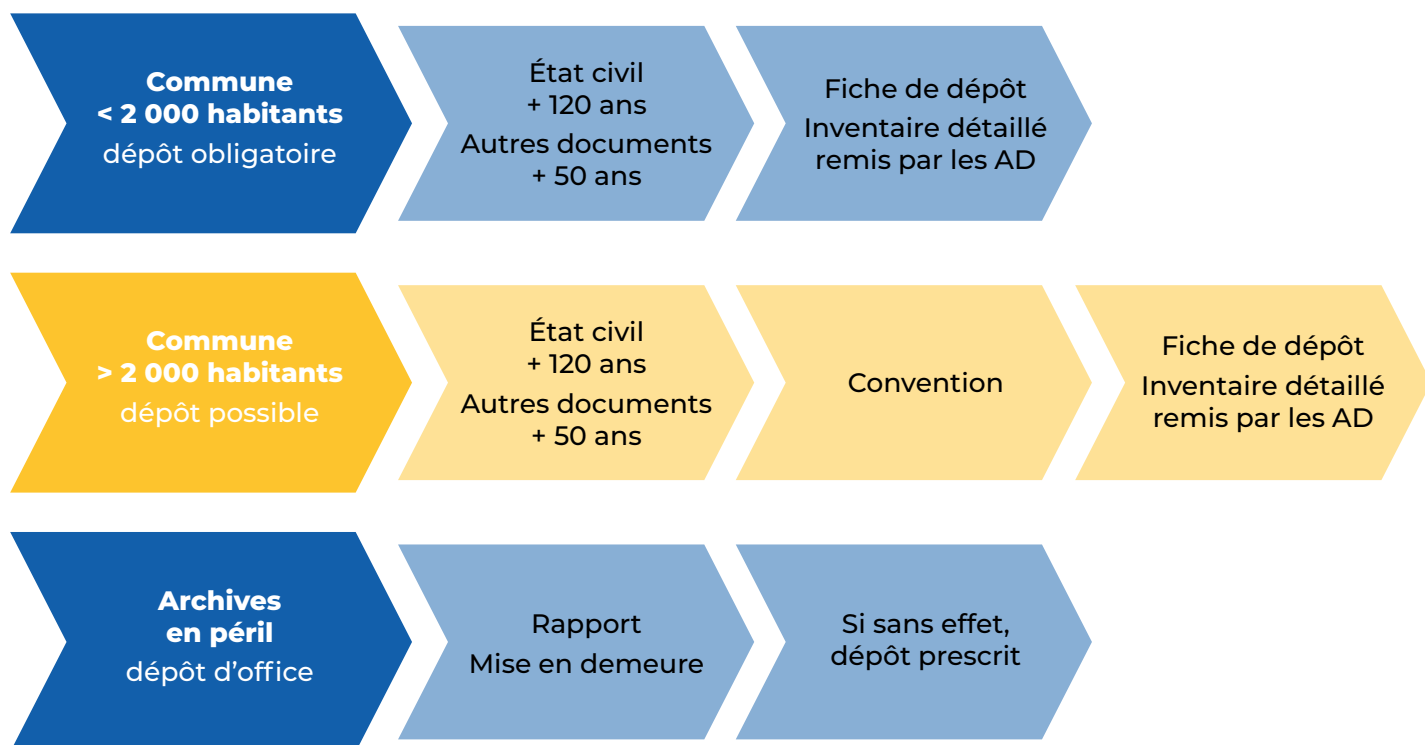 Commune
< 2 000 habitants
dépôt obligatoire
État civil
+ 120 ans
Autres documents
+ 50 ans
Fiche de dépôt
Inventaire détaillé
remis par les AD
Commune
> 2 000 habitants
dépôt possible
État civil
+ 120 ans
Autres documents
+ 50 ans
Convention
Fiche de dépôt
Inventaire détaillé
remis par les AD
Archives
en péril
dépôt d’office
Rapport
Mise en demeure
Si sans effet,
dépôt prescrit